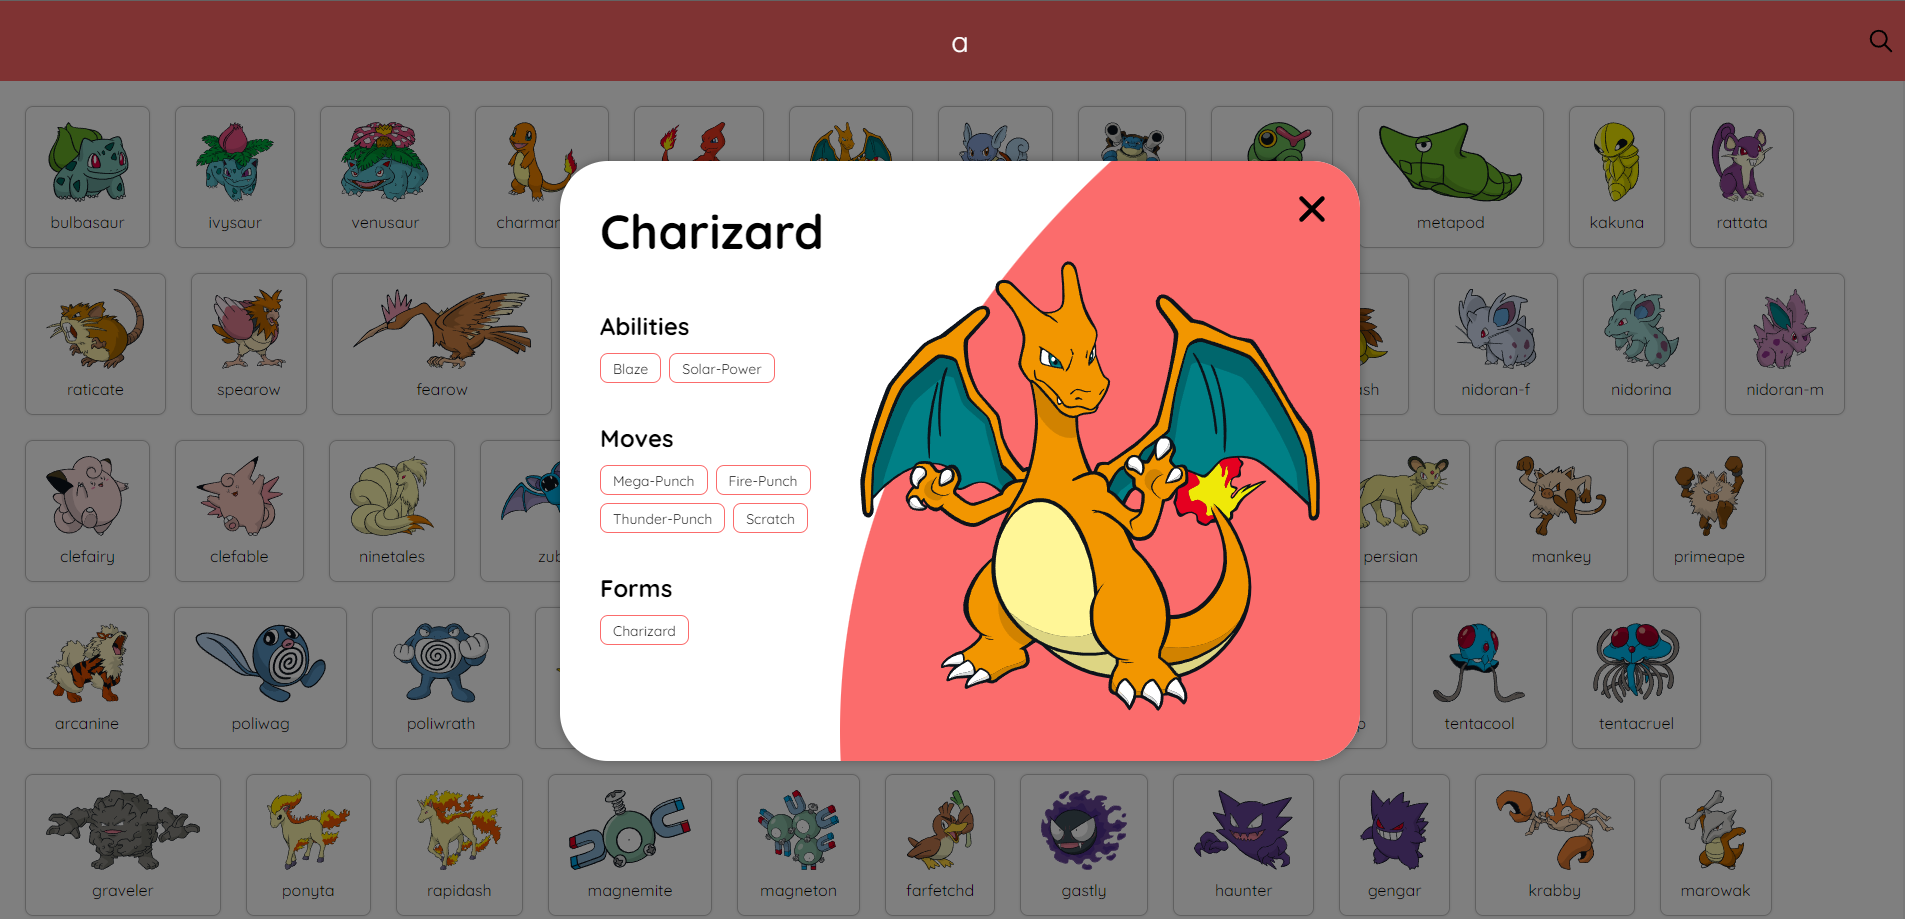 a
bulbasaur ivysaur venusaur charmar metapod kakuna rattata
Charizard
raticate spearow fearow ash nidoran-f nidorina nidoran-m
Abilities
Blaze Solar-Power
Moves
Mega-Punch Fire-Punch
Thunder-Punch Scratch
clefairy clefable ninetales zub persian mankey primeape
Forms
Charizard
arcanine poliwag poliwrath p tentacool tentacruel
graveler ponyta rapidash magnemite magneton farfetchd gastly haunter gengar krabby marowak